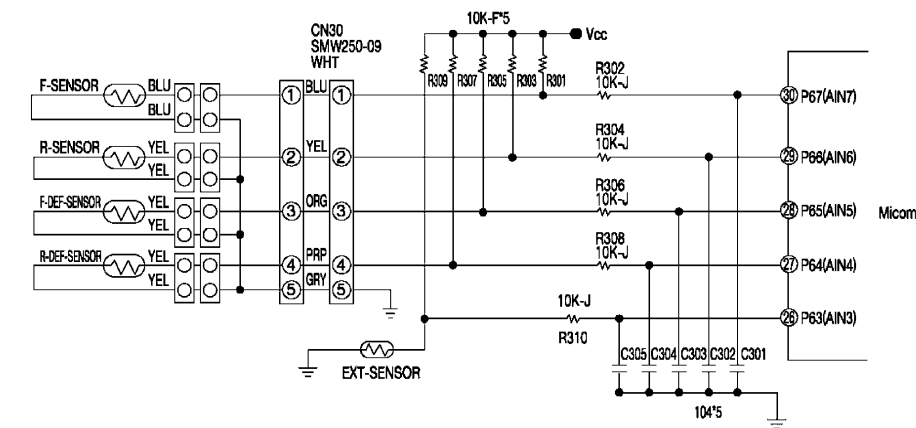 10K-F*5
Vcc
CN30
SMW250-09
WHT
R309 R307 R305 R303 R301
F-SENSOR BLU
BLU
1 BLU 1
R302
10K-J
30 P67(AIN7)
R-SENSOR YEL
YEL
2 YEL 2
R304
10K-J
29 P66(AIN6)
F-DEF-SENSOR YEL
YEL
3 ORG 3
R306
10K-J
28 P65(AIN5)
Micom
R-DEF-SENSOR YEL
YEL
4 PRP 4
5 GRY 5
R308
10K-J
27 P64(AIN4)
10K-J
R310
26 P63(AIN3)
EXT-SENSOR
C305 C304 C303 C302 C301
104*5